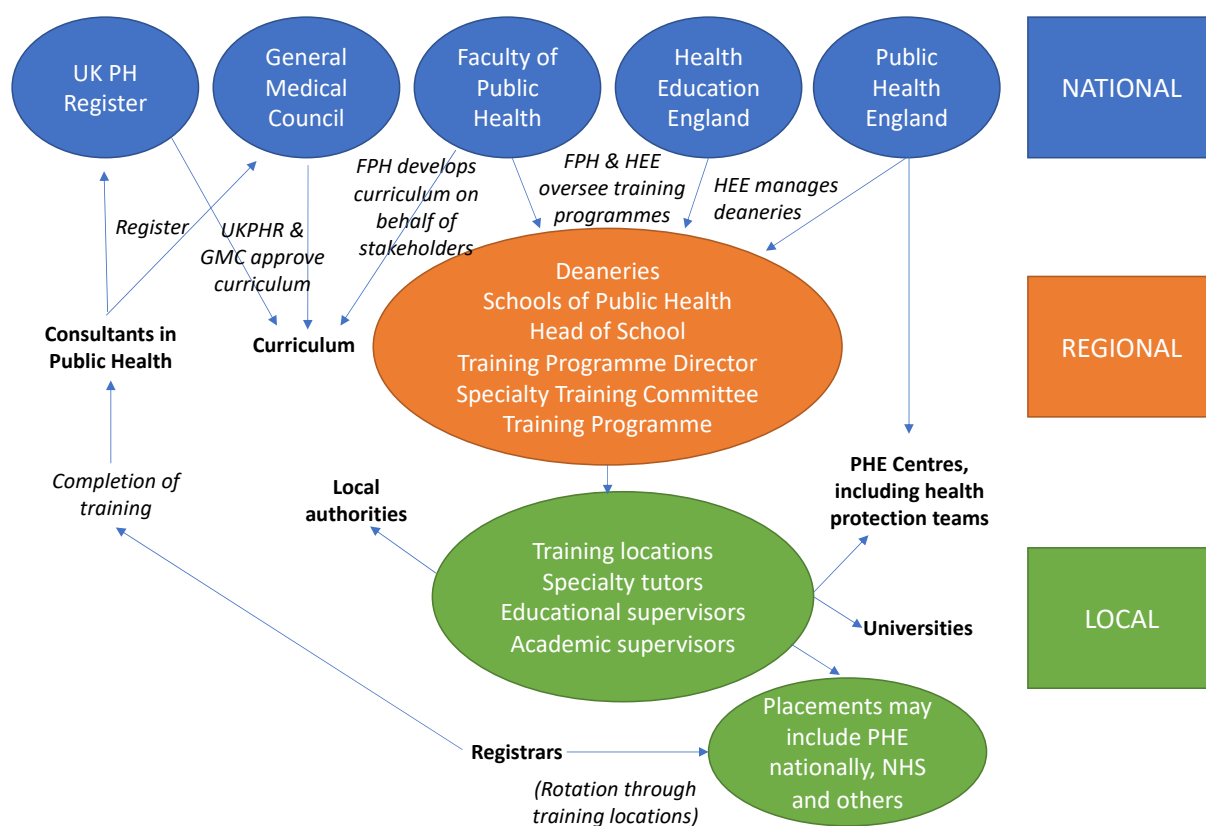 UK PH
Register
General
Medical
Council
Faculty of
Public
Health
Health
Education
England
Public
Health
England
NATIONAL
Register
UKPHR &
GMC approve
curriculum
FPH develops
curriculum on
behalf of
stakeholders
FPH & HEE
oversee training
programmes
HEE manages
deaneries
Consultants in
Public Health
Curriculum
Deaneries
Schools of Public Health
Head of School
Training Programme Director
Specialty Training Committee
Training Programme
REGIONAL
Completion of
training
Local
authorities
PHE Centres,
including health
protection teams
Training locations
Specialty tutors
Educational supervisors
Academic supervisors
Universities
LOCAL
Registrars
(Rotation through
training locations)
Placements may
include PHE
nationally, NHS
and others